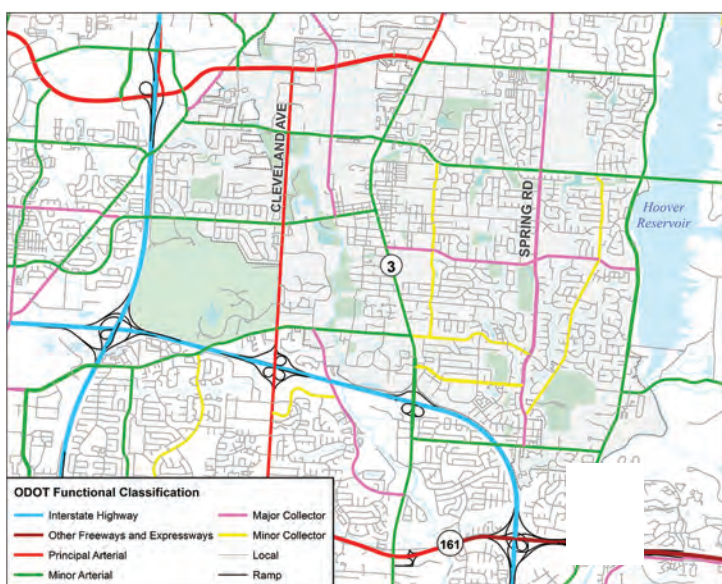 CLEVELAND AVE
SPRING RD
Hoover
Reservoir
3
161
ODOT Functional Classification
Interstate Highway
Other Freeways and Expressways
Principal Arterial
Minor Arterial
Major Collector
Minor Collector
Local
Ramp